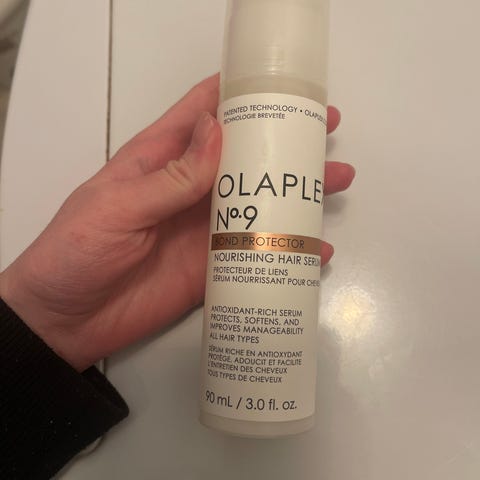 PATENTED TECHNOLOGY • OLAPLEX
TECHNOLOGIE BREVETÉE
OLAPLEX
Nº.9
BOND PROTECTOR
NOURISHING HAIR SERUM
PROTECTEUR DE LIENS
SÉRUM NOURRISSANT POUR
ANTIOXIDANT-RICH SERUM
PROTECTS, SOFTENS, AND
IMPROVES MANAGEABILITY
ALL HAIR TYPES
SÉRUM RICHE EN ANTIOXYDANT
PROTÈGE, ADOUCIT ET FACILITE
L'ENTRETIEN DES CHEVEUX
TOUS TYPES DE CHEVEUX
90 mL / 3.0 fl. oz.